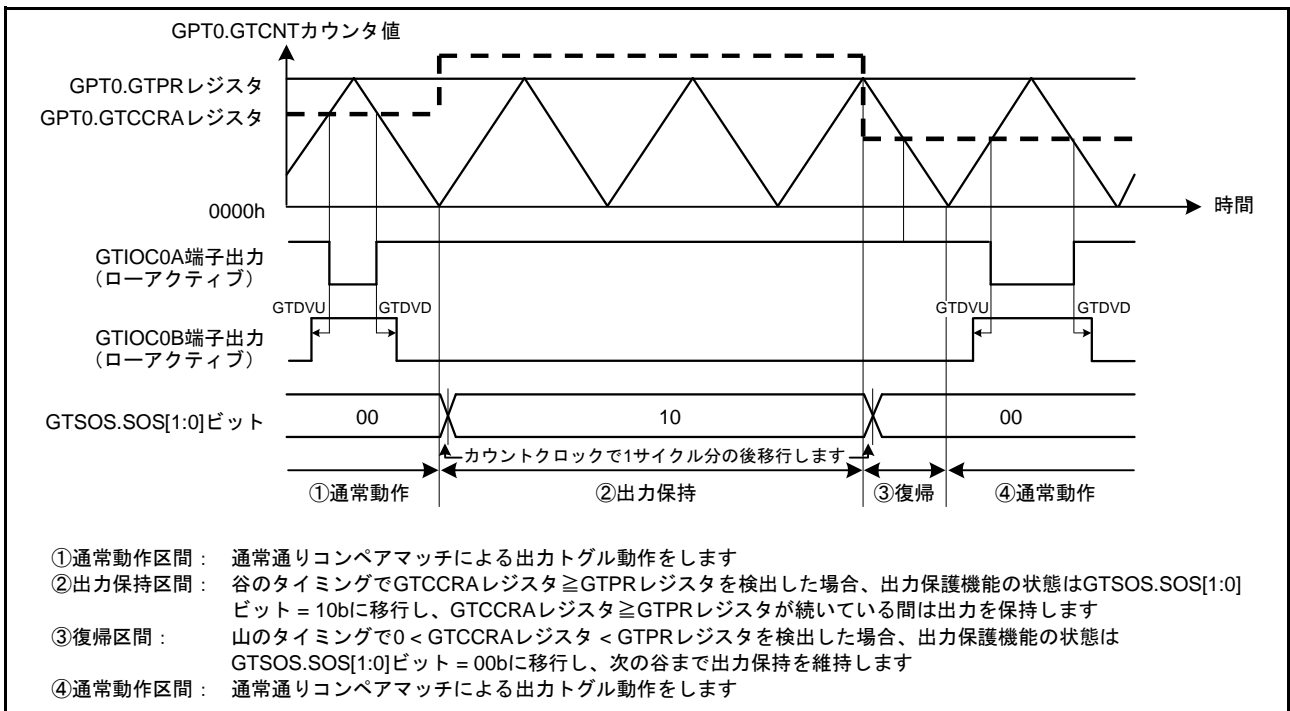 GPT0.GTCNTカウンタ値
GPT0.GTPRレジスタ
GPT0.GTCCRAレジスタ
0000h
時間
GTIOC0A端子出力
（ローアクティブ）
GTDVU
GTDVD
GTDVU
GTDVD
GTIOC0B端子出力
（ローアクティブ）
GTSOS.SOS[1:0]ビット
00
10
00
カウントクロックで1サイクル分の後移行します
①通常動作
②出力保持
③復帰
④通常動作
①通常動作区間： 通常通りコンペアマッチによる出力トグル動作をします
②出力保持区間： 谷のタイミングでGTCCRAレジスタ≧GTPRレジスタを検出した場合、出力保護機能の状態はGTSOS.SOS[1:0]
ビット = 10bに移行し、GTCCRAレジスタ≧GTPRレジスタが続いている間は出力を保持します
③復帰区間： 山のタイミングで0 < GTCCRAレジスタ < GTPRレジスタを検出した場合、出力保護機能の状態は
GTSOS.SOS[1:0]ビット = 00bに移行し、次の谷まで出力保持を維持します
④通常動作区間： 通常通りコンペアマッチによる出力トグル動作をします